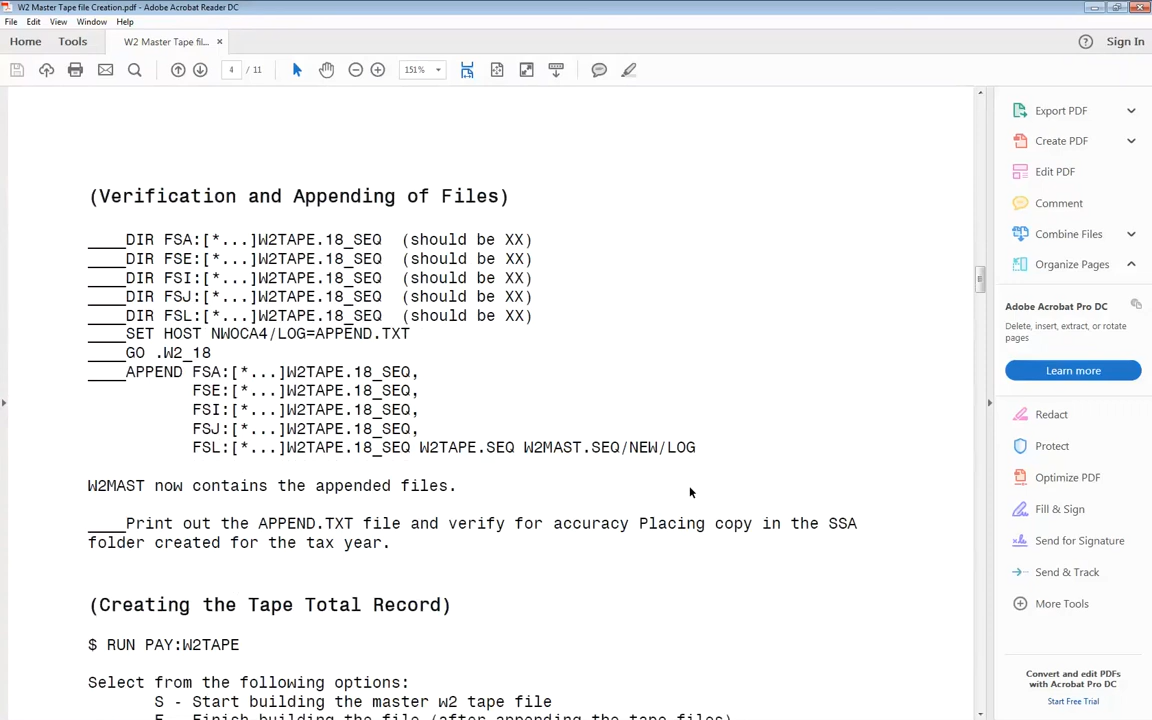 W2 Master Tape file Creation.pdf - Adobe Acrobat Reader DC
File Edit View Window Help
Home Tools W2 Master Tape fil... × Sign In
4 / 11 151%
(Verification and Appending of Files)
____DIR FSA:[*...]W2TAPE.18_SEQ (should be XX)
____DIR FSE:[*...]W2TAPE.18_SEQ (should be XX)
____DIR FSI:[*...]W2TAPE.18_SEQ (should be XX)
____DIR FSJ:[*...]W2TAPE.18_SEQ (should be XX)
____DIR FSL:[*...]W2TAPE.18_SEQ (should be XX)
____SET HOST NWOCA4/LOG=APPEND.TXT
____GO .W2_18
____APPEND FSA:[*...]W2TAPE.18_SEQ,
FSE:[*...]W2TAPE.18_SEQ,
FSI:[*...]W2TAPE.18_SEQ,
FSJ:[*...]W2TAPE.18_SEQ,
FSL:[*...]W2TAPE.18_SEQ W2TAPE.SEQ W2MAST.SEQ/NEW/LOG
W2MAST now contains the appended files.
____Print out the APPEND.TXT file and verify for accuracy Placing copy in the SSA
folder created for the tax year.
(Creating the Tape Total Record)
$ RUN PAY:W2TAPE
Select from the following options:
S - Start building the master w2 tape file
F - Finish building the file (after appending the tape files)
Export PDF
Create PDF
Edit PDF
Comment
Combine Files
Organize Pages
Adobe Acrobat Pro DC
Delete, insert, extract, or rotate
pages
Learn more
Redact
Protect
Optimize PDF
Fill & Sign
Send for Signature
Send & Track
More Tools
Convert and edit PDFs
with Acrobat Pro DC
Start Free Trial